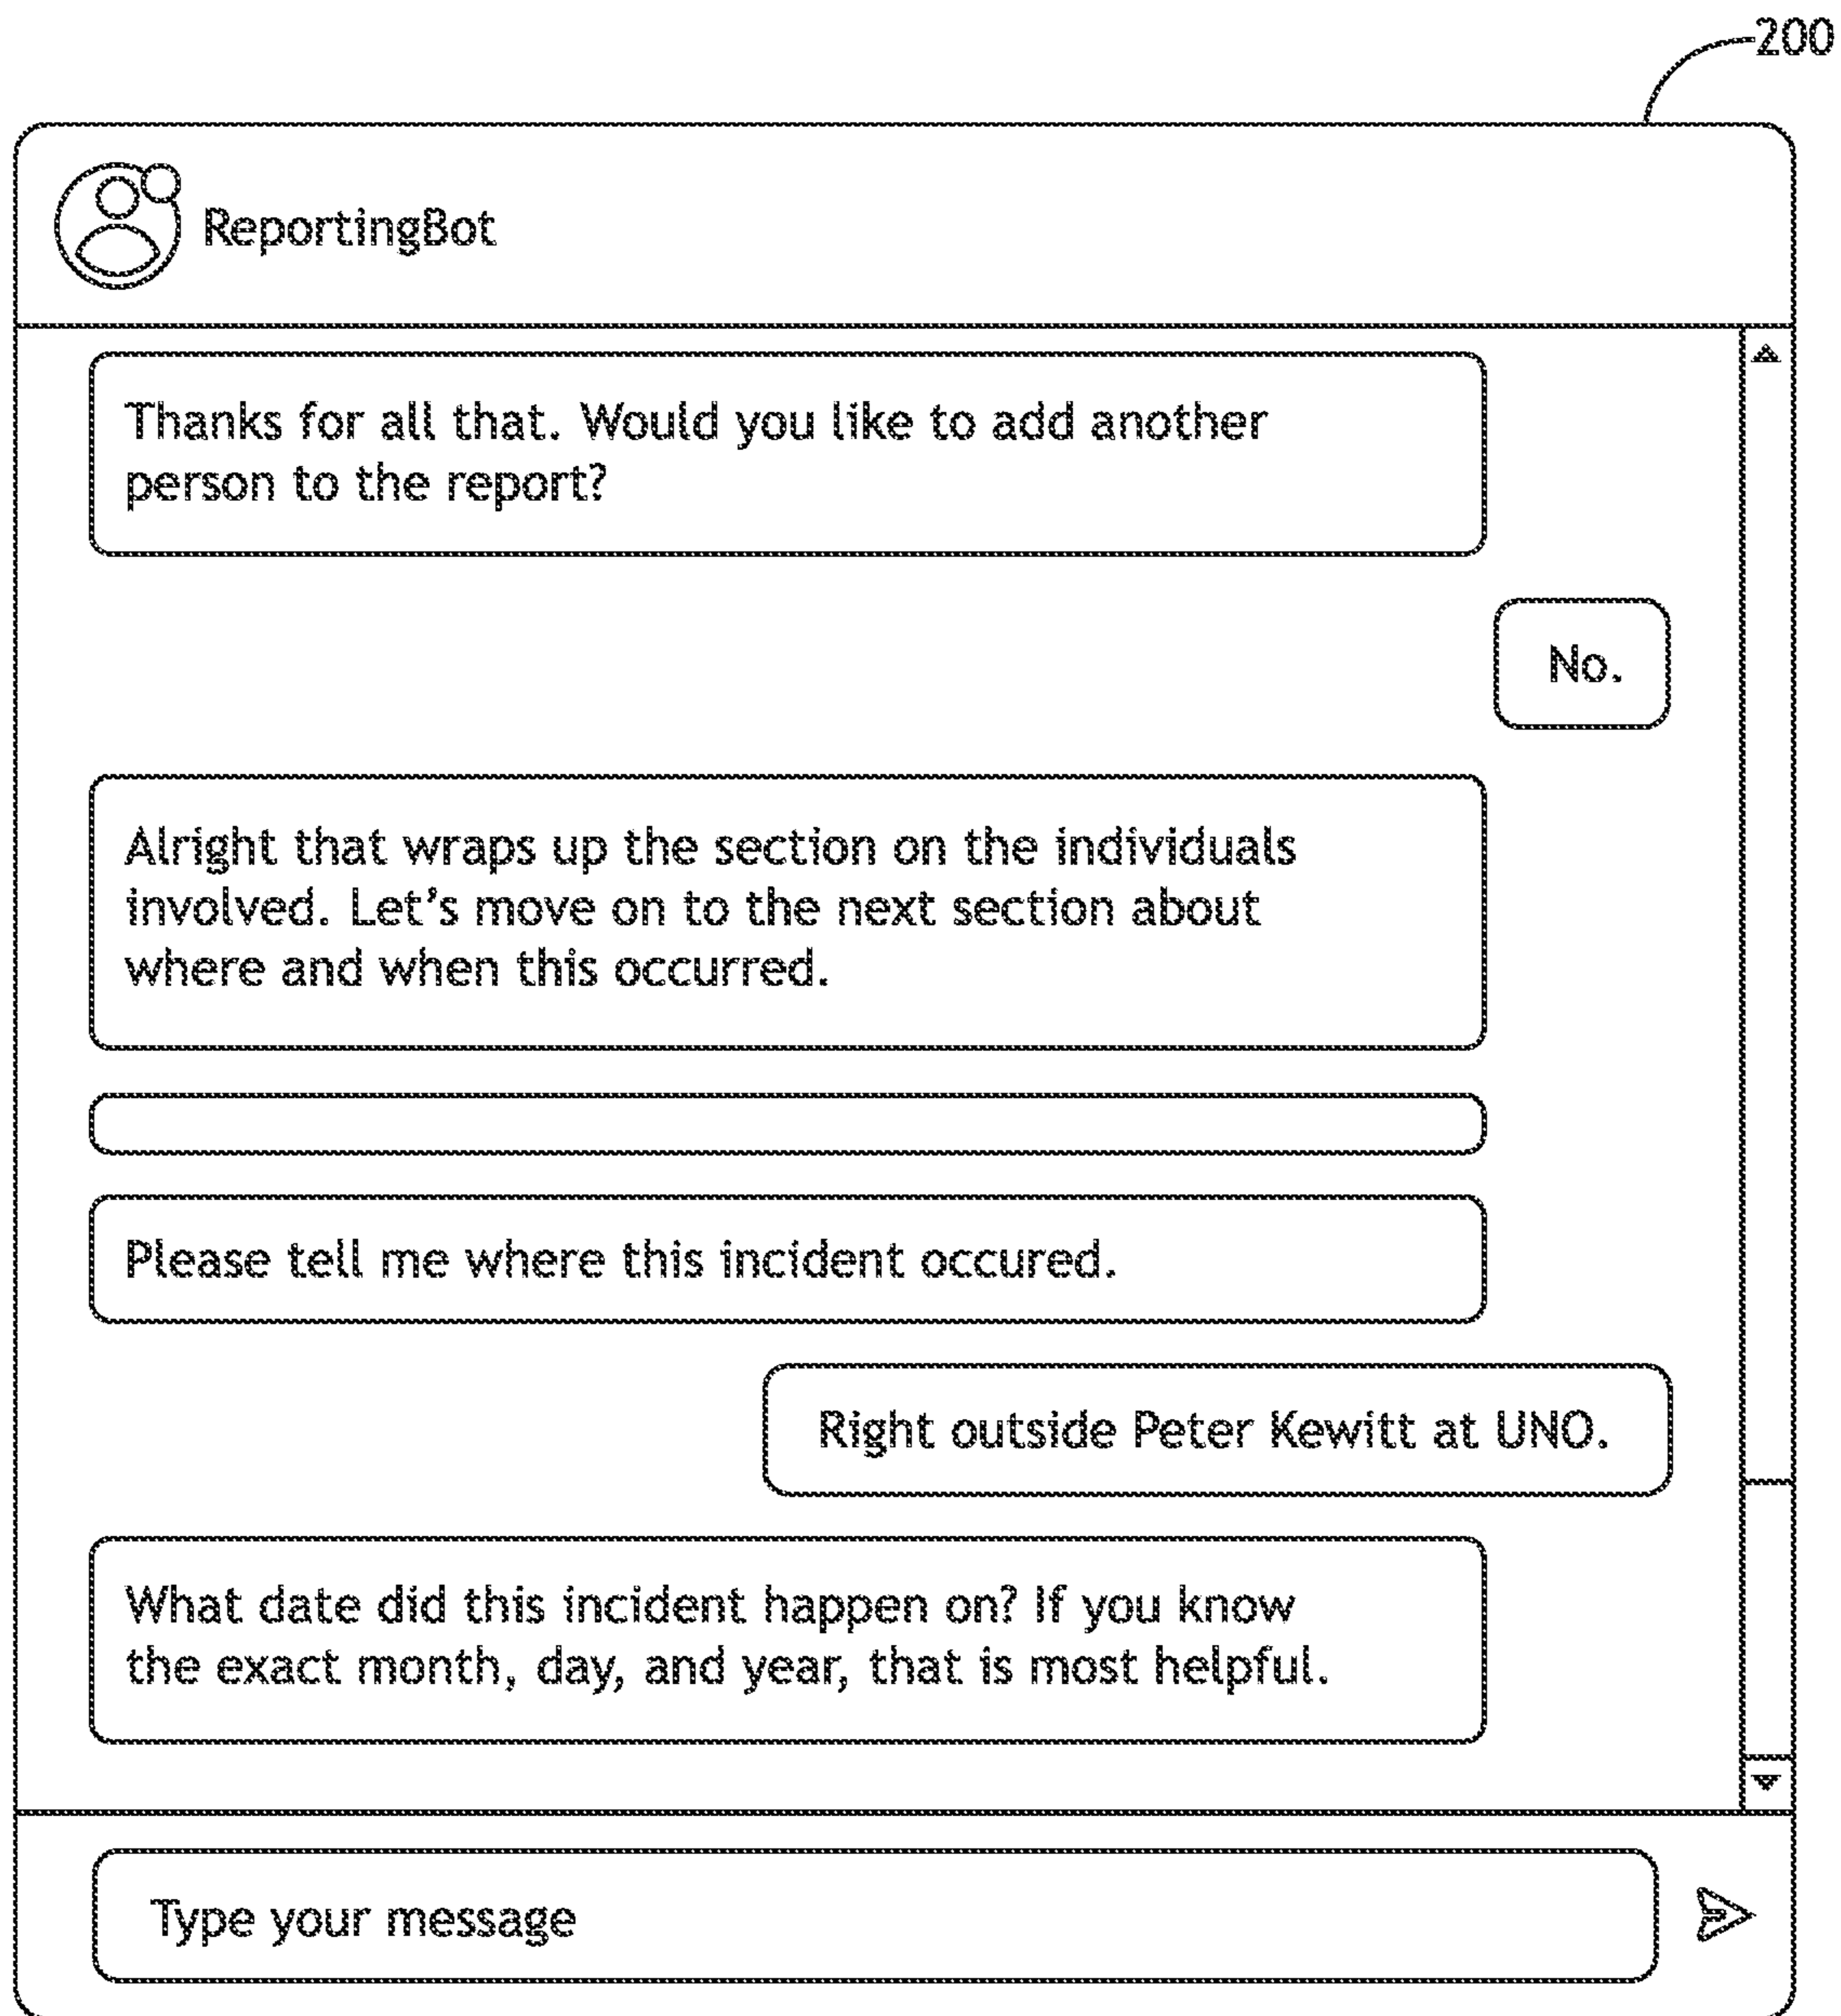 200
ReportingBot
Thanks for all that. Would you like to add another
person to the report?
No.
Alright that wraps up the section on the individuals
involved. Let's move on to the next section about
where and when this occurred.
Please tell me where this incident occured.
Right outside Peter Kewitt at UNO.
What date did this incident happen on? If you know
the exact month, day, and year, that is most helpful.
Type your message